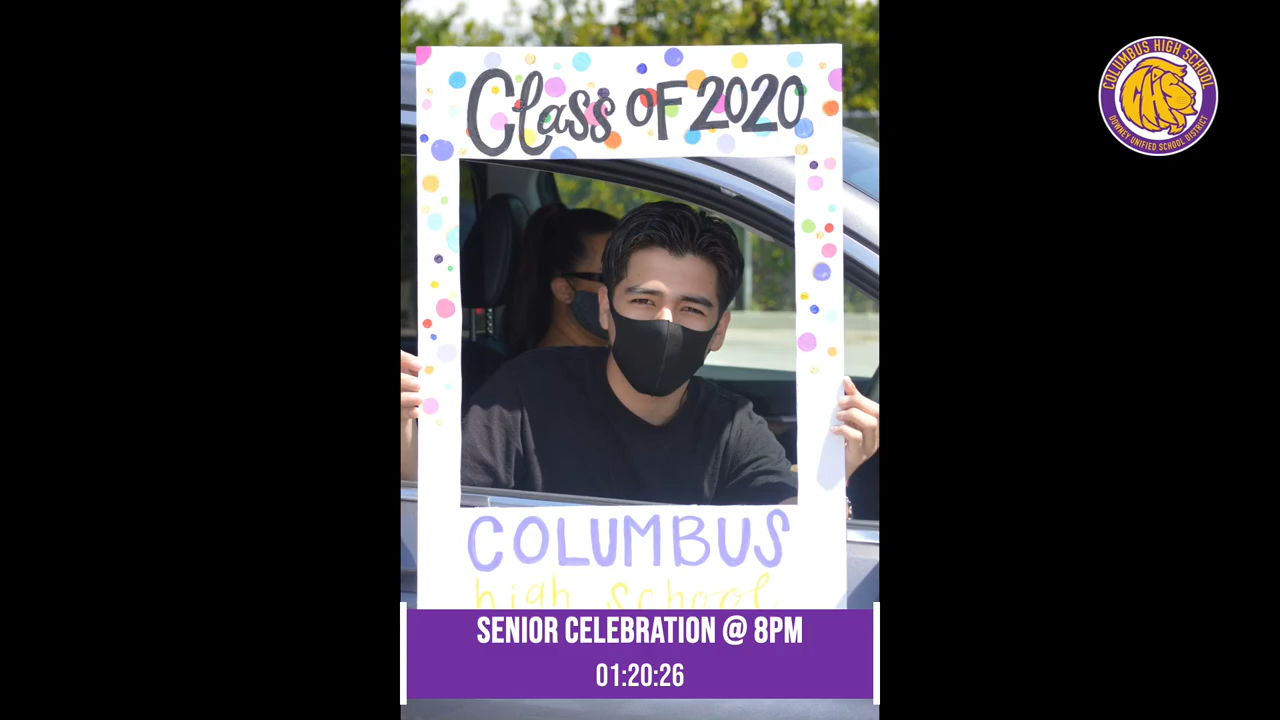 Class of 2020
COLUMBUS HIGH SCHOOL
CHS
DOWNEY UNIFIED SCHOOL DISTRICT
COLUMBUS
high school
SENIOR CELEBRATION @ 8PM
01:20:26